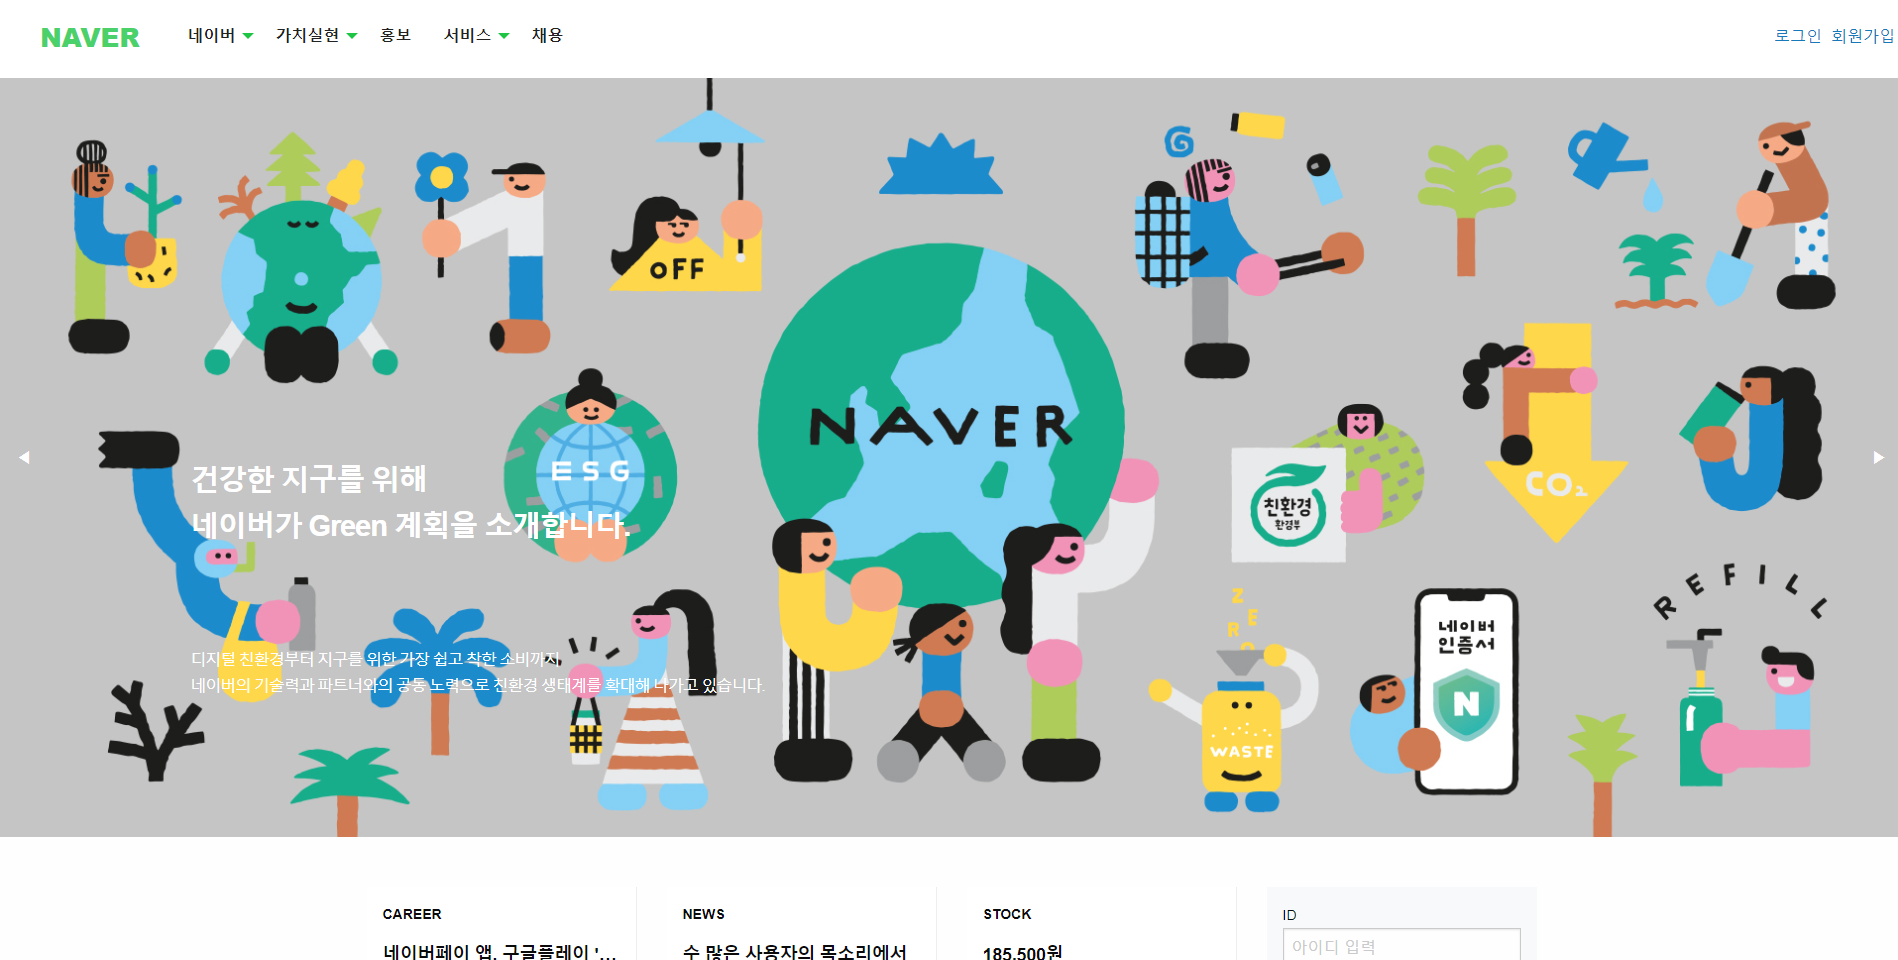 NAVER
네이버 가치실현 홍보 서비스 채용
로그인 회원가입
OFF
NAVER
ESG
건강한 지구를 위해
네이버가 Green 계획을 소개합니다.
친환경
환경부
CO₂
REFILL
ZERO
WASTE
네이버
인증서
N
디지털 친환경부터 지구를 위한 가장 쉽고 착한 소비까지,
네이버의 기술력과 파트너와의 공동 노력으로 친환경 생태계를 확대해 나가고 있습니다.
CAREER
네이버페이 앱, 구글플레이 '...
NEWS
수 많은 사용자의 목소리에서
STOCK
185,500원
ID
아이디 입력